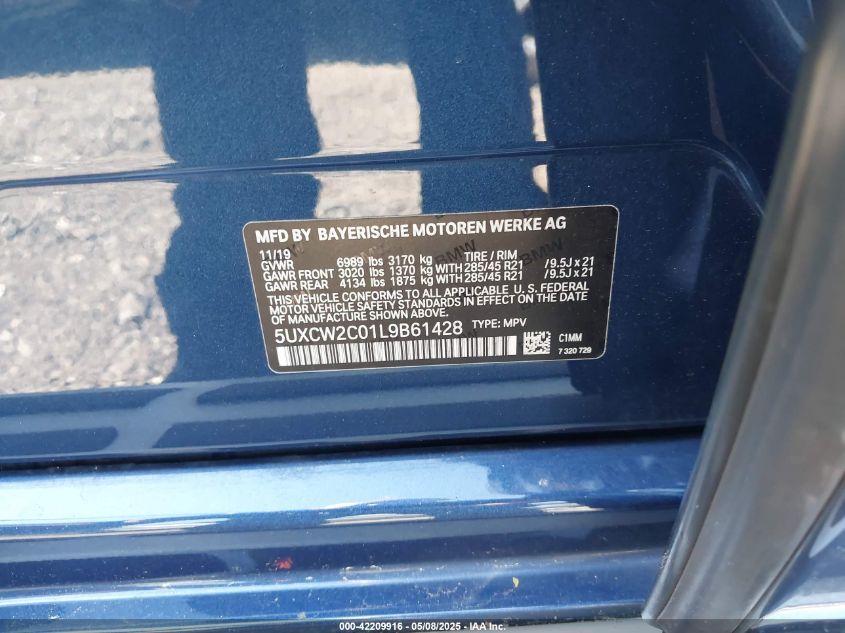 MFD BY BAYERISCHE MOTOREN WERKE AG
11/19
GVWR 6989 lbs 3170 kg TIRE / RIM
GAWR FRONT 3020 lbs 1370 kg WITH 285/45 R21 /9.5J x 21
GAWR REAR 4134 lbs 1875 kg WITH 285/45 R21 /9.5J x 21
THIS VEHICLE CONFORMS TO ALL APPLICABLE U. S. FEDERAL
MOTOR VEHICLE SAFETY STANDARDS IN EFFECT ON THE DATE
OF MANUFACTURE SHOWN ABOVE.
5UXCW2C01L9B61428 TYPE: MPV
C1MM
7 320 729
BMW
BMW
000-42209916 - 05/08/2025 - IAA Inc.